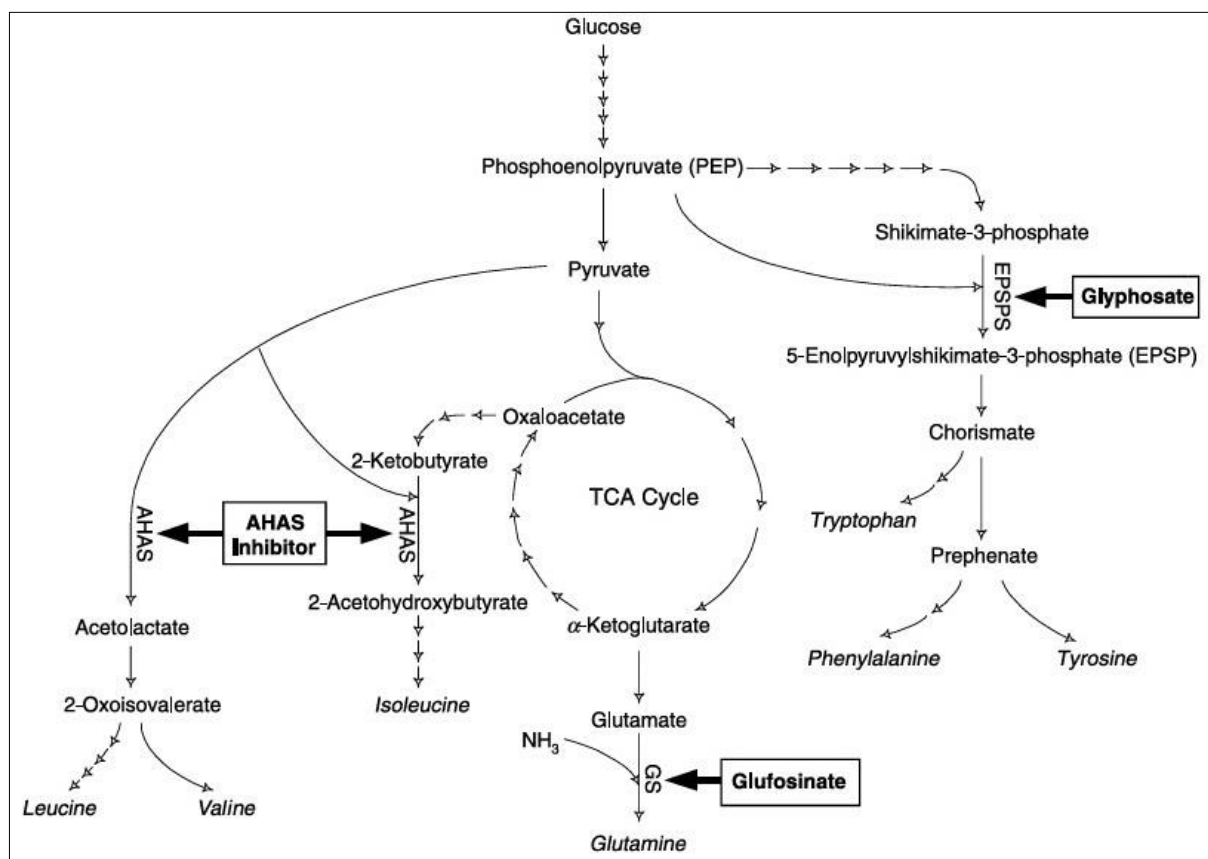 Glucose
Phosphoenolpyruvate (PEP)
Shikimate-3-phosphate
Pyruvate
EPSPS
Glyphosate
5-Enolpyruvylshikimate-3-phosphate (EPSP)
Oxaloacetate
Chorismate
2-Ketobutyrate
TCA Cycle
Tryptophan
AHAS
AHAS
Inhibitor
AHAS
Prephenate
2-Acetohydroxybutyrate
Acetolactate
α-Ketoglutarate
Phenylalanine
Tyrosine
2-Oxoisovalerate
Isoleucine
Glutamate
NH₃
GS
Glufosinate
Leucine
Valine
Glutamine